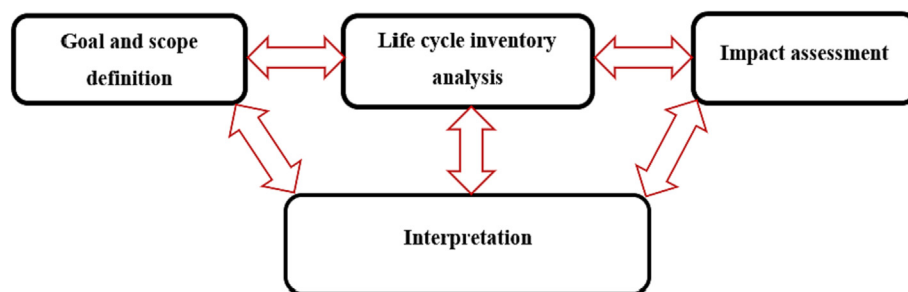 Goal and scope
definition
Life cycle inventory
analysis
Impact assessment
Interpretation